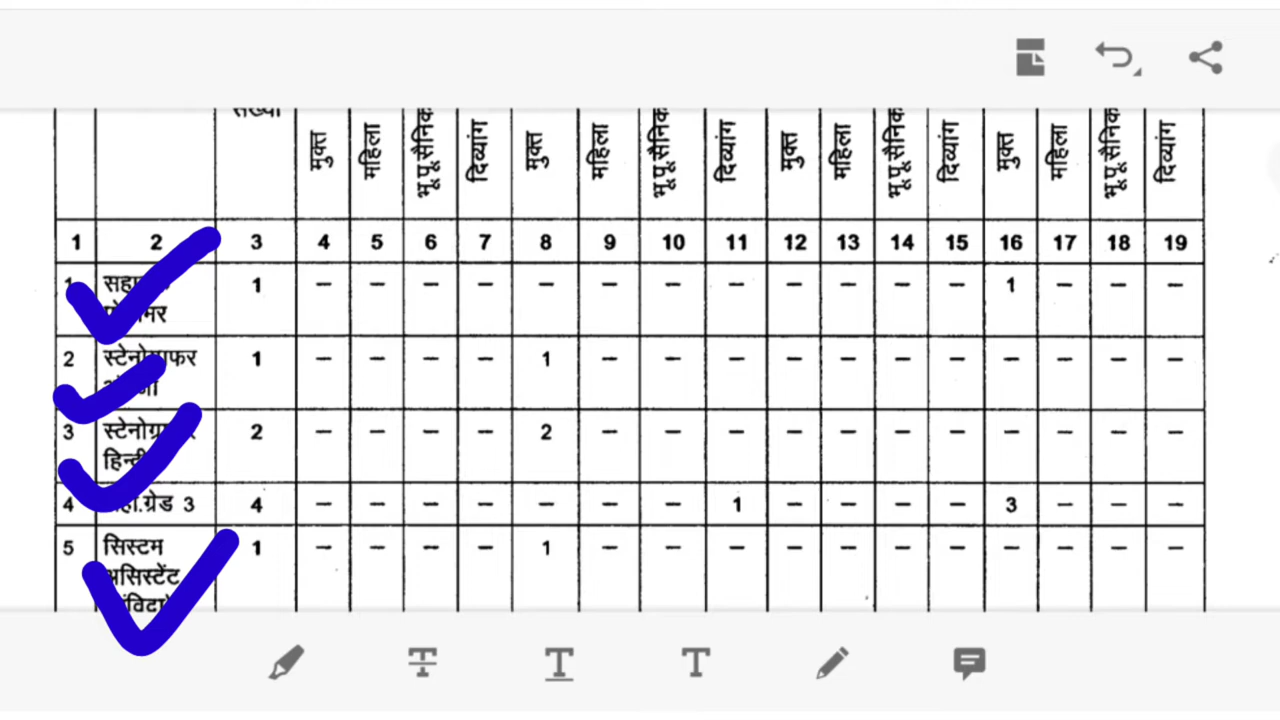 संख्या मुक्त महिला भू.पू.सैनिक दिव्यांग मुक्त महिला भू.पू.सैनिक दिव्यांग मुक्त महिला भू.पू.सैनिक दिव्यांग मुक्त महिला भू.पू.सैनिक दिव्यांग
1 2 3 4 5 6 7 8 9 10 11 12 13 14 15 16 17 18 19
1 1 – – – – – – – – – – – – 1 – – –
2 स्टेनोग्राफर 1 – – – – 1 – – – – – – – – – – –
3 स्टेनोग्राफर 2 – – – – 2 – – – – – – – – – – –
हिन्दी
4 ग्रेड 3 4 – – – – – – – 1 – – – – 3 – – –
5 सिस्टम 1 – – – – 1 – – – – – – – – – – –
असिस्टेंट
T T T